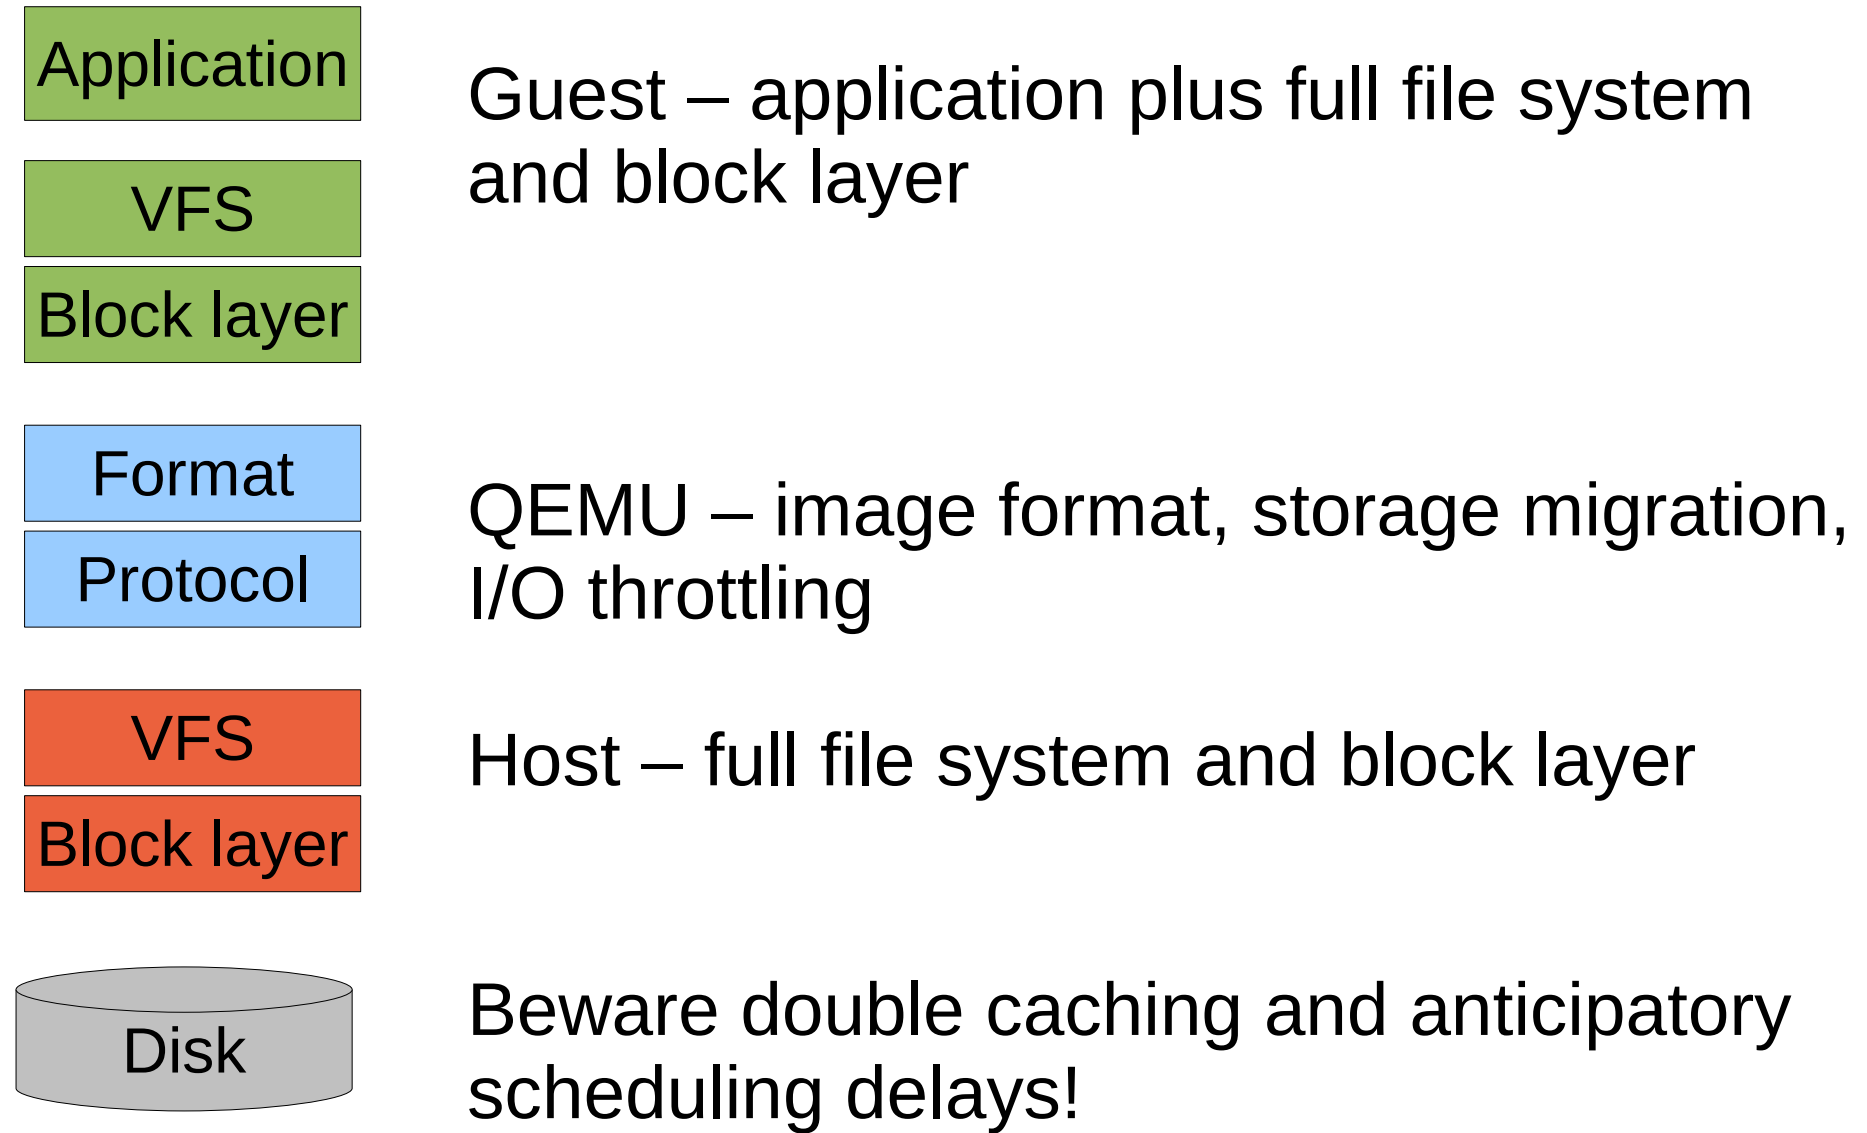 Application
Guest – application plus full file system
and block layer
VFS
Block layer
Format
Protocol
QEMU – image format, storage migration,
I/O throttling
VFS
Block layer
Host – full file system and block layer
Disk
Beware double caching and anticipatory
scheduling delays!